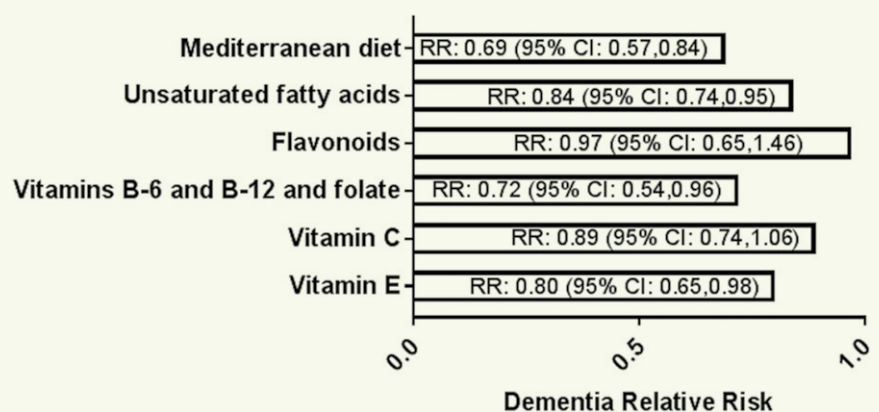 Mediterranean diet RR: 0.69 (95% CI: 0.57,0.84)
Unsaturated fatty acids RR: 0.84 (95% CI: 0.74,0.95)
Flavonoids RR: 0.97 (95% CI: 0.65,1.46)
Vitamins B-6 and B-12 and folate RR: 0.72 (95% CI: 0.54,0.96)
Vitamin C RR: 0.89 (95% CI: 0.74,1.06)
Vitamin E RR: 0.80 (95% CI: 0.65,0.98)
0.0 0.5 1.0
Dementia Relative Risk